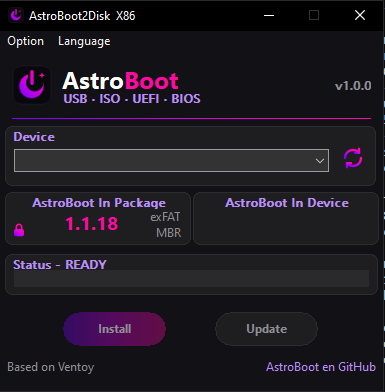 AstroBoot2Disk X86
Option Language
AstroBoot
USB · ISO · UEFI · BIOS
v1.0.0
Device
AstroBoot In Package
1.1.18
exFAT
MBR
AstroBoot In Device
Status - READY
Install
Update
Based on Ventoy
AstroBoot en GitHub